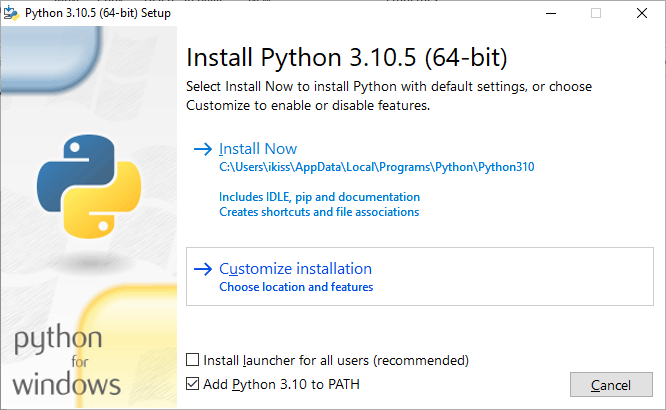 Python 3.10.5 (64-bit) Setup
Install Python 3.10.5 (64-bit)
Select Install Now to install Python with default settings, or choose
Customize to enable or disable features.
Install Now
C:\Users\ikiss\AppData\Local\Programs\Python\Python310
Includes IDLE, pip and documentation
Creates shortcuts and file associations
Customize installation
Choose location and features
python
for
windows
Install launcher for all users (recommended)
Add Python 3.10 to PATH
Cancel